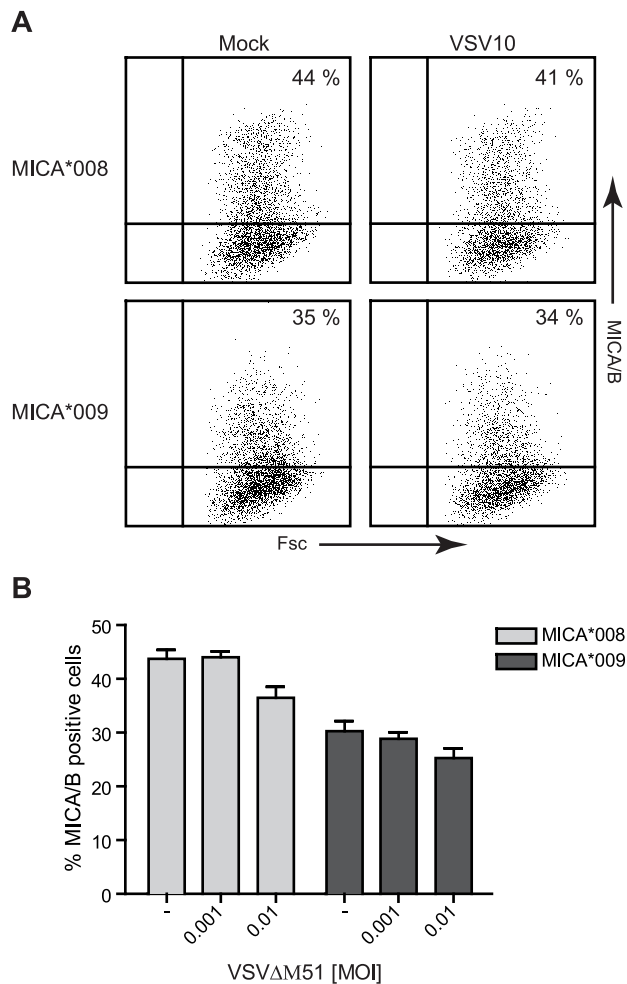 A
Mock
VSV10
MICA*008
44 %
41 %
MICA*009
35 %
34 %
MICA/B
Fsc
B
% MICA/B positive cells
50
40
30
20
10
0
-
0.001
0.01
-
0.001
0.01
VSVΔM51 [MOI]
MICA*008
MICA*009